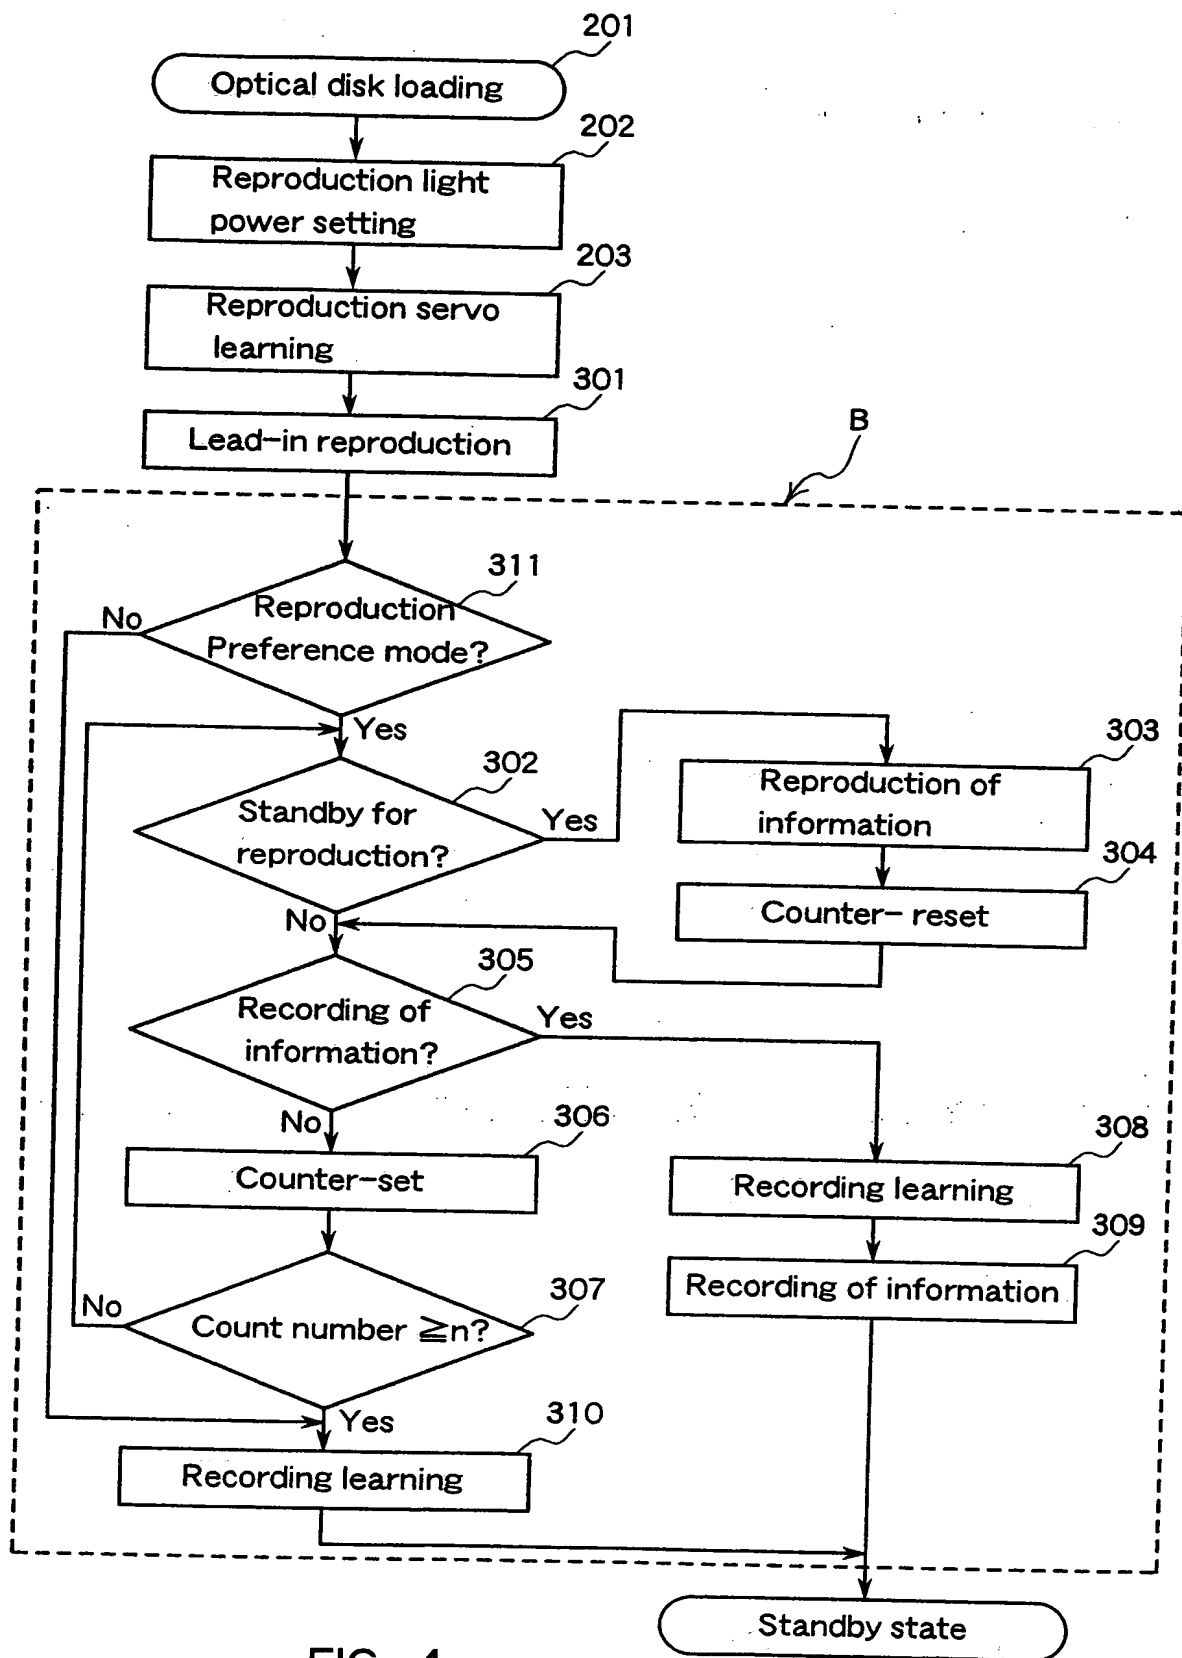 201
Optical disk loading
202
Reproduction light
power setting
203
Reproduction servo
learning
301
Lead-in reproduction
B
311
No
Reproduction
Preference mode?
Yes
303
302
Reproduction of
information
Standby for
reproduction?
Yes
304
Counter- reset
No
305
Recording of
information?
Yes
No
306
Counter-set
308
Recording learning
309
Recording of information
307
No
Count number ≧n?
Yes
310
Recording learning
Standby state